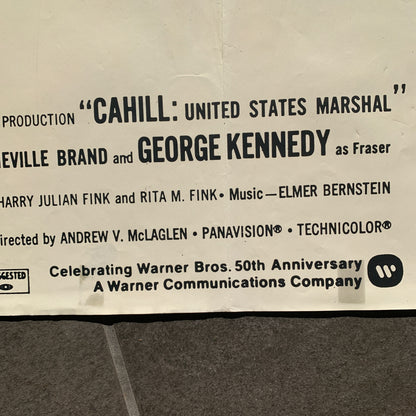 PRODUCTION "CAHILL: UNITED STATES MARSHAL"
EVILLE BRAND and GEORGE KENNEDY as Fraser
HARRY JULIAN FINK and RITA M. FINK • Music—ELMER BERNSTEIN
irected by ANDREW V. McLAGLEN • PANAVISION® • TECHNICOLOR®
GGESTED
Celebrating Warner Bros. 50th Anniversary
A Warner Communications Company